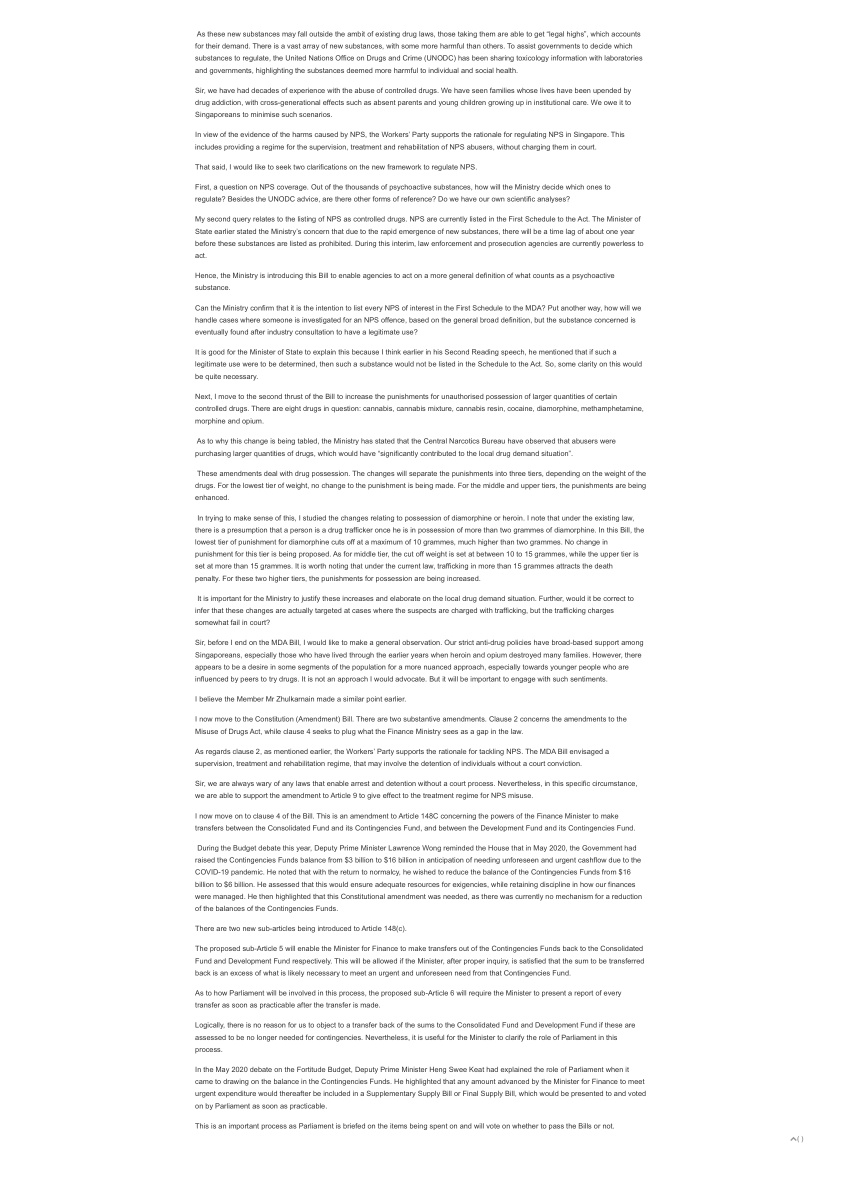 As these new substances may fall outside the ambit of existing drug laws, those taking them are able to get “legal highs”, which accounts
for their demand. There is a vast array of new substances, with some more harmful than others. To assist governments to decide which
substances to regulate, the United Nations Office on Drugs and Crime (UNODC) has been sharing toxicology information with laboratories
and governments, highlighting the substances deemed more harmful to individual and social health.
Sir, we have had decades of experience with the abuse of controlled drugs. We have seen families whose lives have been upended by
drug addiction, with cross-generational effects such as absent parents and young children growing up in institutional care. We owe it to
Singaporeans to minimise such scenarios.
In view of the evidence of the harms caused by NPS, the Workers’ Party supports the rationale for regulating NPS in Singapore. This
includes providing a regime for the supervision, treatment and rehabilitation of NPS abusers, without charging them in court.
That said, I would like to seek two clarifications on the new framework to regulate NPS.
First, a question on NPS coverage. Out of the thousands of psychoactive substances, how will the Ministry decide which ones to
regulate? Besides the UNODC advice, are there other forms of reference? Do we have our own scientific analyses?
My second query relates to the listing of NPS as controlled drugs. NPS are currently listed in the First Schedule to the Act. The Minister of
State earlier stated the Ministry’s concern that due to the rapid emergence of new substances, there will be a time lag of about one year
before these substances are listed as prohibited. During this interim, law enforcement and prosecution agencies are currently powerless to
act.
Hence, the Ministry is introducing this Bill to enable agencies to act on a more general definition of what counts as a psychoactive
substance.
Can the Ministry confirm that it is the intention to list every NPS of interest in the First Schedule to the MDA? Put another way, how will we
handle cases where someone is investigated for an NPS offence, based on the general broad definition, but the substance concerned is
eventually found after industry consultation to have a legitimate use?
It is good for the Minister of State to explain this because I think earlier in his Second Reading speech, he mentioned that if such a
legitimate use were to be determined, then such a substance would not be listed in the Schedule to the Act. So, some clarity on this would
be quite necessary.
Next, I move to the second thrust of the Bill to increase the punishments for unauthorised possession of larger quantities of certain
controlled drugs. There are eight drugs in question: cannabis, cannabis mixture, cannabis resin, cocaine, diamorphine, methamphetamine,
morphine and opium.
As to why this change is being tabled, the Ministry has stated that the Central Narcotics Bureau have observed that abusers were
purchasing larger quantities of drugs, which would have “significantly contributed to the local drug demand situation”.
These amendments deal with drug possession. The changes will separate the punishments into three tiers, depending on the weight of the
drugs. For the lowest tier of weight, no change to the punishment is being made. For the middle and upper tiers, the punishments are being
enhanced.
In trying to make sense of this, I studied the changes relating to possession of diamorphine or heroin. I note that under the existing law,
there is a presumption that a person is a drug trafficker once he is in possession of more than two grammes of diamorphine. In this Bill, the
lowest tier of punishment for diamorphine cuts off at a maximum of 10 grammes, much higher than two grammes. No change in
punishment for this tier is being proposed. As for middle tier, the cut off weight is set at between 10 to 15 grammes, while the upper tier is
set at more than 15 grammes. It is worth noting that under the current law, trafficking in more than 15 grammes attracts the death
penalty. For these two higher tiers, the punishments for possession are being increased.
It is important for the Ministry to justify these increases and elaborate on the local drug demand situation. Further, would it be correct to
infer that these changes are actually targeted at cases where the suspects are charged with trafficking, but the trafficking charges
somewhat fail in court?
Sir, before I end on the MDA Bill, I would like to make a general observation. Our strict anti-drug policies have broad-based support among
Singaporeans, especially those who have lived through the earlier years when heroin and opium destroyed many families. However, there
appears to be a desire in some segments of the population for a more nuanced approach, especially towards younger people who are
influenced by peers to try drugs. It is not an approach I would advocate. But it will be important to engage with such sentiments.
I believe the Member Mr Zhulkarnain made a similar point earlier.
I now move to the Constitution (Amendment) Bill. There are two substantive amendments. Clause 2 concerns the amendments to the
Misuse of Drugs Act, while clause 4 seeks to plug what the Finance Ministry sees as a gap in the law.
As regards clause 2, as mentioned earlier, the Workers’ Party supports the rationale for tackling NPS. The MDA Bill envisaged a
supervision, treatment and rehabilitation regime, that may involve the detention of individuals without a court conviction.
Sir, we are always wary of any laws that enable arrest and detention without a court process. Nevertheless, in this specific circumstance,
we are able to support the amendment to Article 9 to give effect to the treatment regime for NPS misuse.
I now move on to clause 4 of the Bill. This is an amendment to Article 148C concerning the powers of the Finance Minister to make
transfers between the Consolidated Fund and its Contingencies Fund, and between the Development Fund and its Contingencies Fund.
During the Budget debate this year, Deputy Prime Minister Lawrence Wong reminded the House that in May 2020, the Government had
raised the Contingencies Funds balance from $3 billion to $16 billion in anticipation of needing unforeseen and urgent cashflow due to the
COVID-19 pandemic. He noted that with the return to normalcy, he wished to reduce the balance of the Contingencies Funds from $16
billion to $6 billion. He assessed that this would ensure adequate resources for exigencies, while retaining discipline in how our finances
were managed. He then highlighted that this Constitutional amendment was needed, as there was currently no mechanism for a reduction
of the balances of the Contingencies Funds.
There are two new sub-articles being introduced to Article 148(c).
The proposed sub-Article 5 will enable the Minister for Finance to make transfers out of the Contingencies Funds back to the Consolidated
Fund and Development Fund respectively. This will be allowed if the Minister, after proper inquiry, is satisfied that the sum to be transferred
back is an excess of what is likely necessary to meet an urgent and unforeseen need from that Contingencies Fund.
As to how Parliament will be involved in this process, the proposed sub-Article 6 will require the Minister to present a report of every
transfer as soon as practicable after the transfer is made.
Logically, there is no reason for us to object to a transfer back of the sums to the Consolidated Fund and Development Fund if these are
assessed to be no longer needed for contingencies. Nevertheless, it is useful for the Minister to clarify the role of Parliament in this
process.
In the May 2020 debate on the Fortitude Budget, Deputy Prime Minister Heng Swee Keat had explained the role of Parliament when it
came to drawing on the balance in the Contingencies Funds. He highlighted that any amount advanced by the Minister for Finance to meet
urgent expenditure would thereafter be included in a Supplementary Supply Bill or Final Supply Bill, which would be presented to and voted
on by Parliament as soon as practicable.
This is an important process as Parliament is briefed on the items being spent on and will vote on whether to pass the Bills or not.
^( )